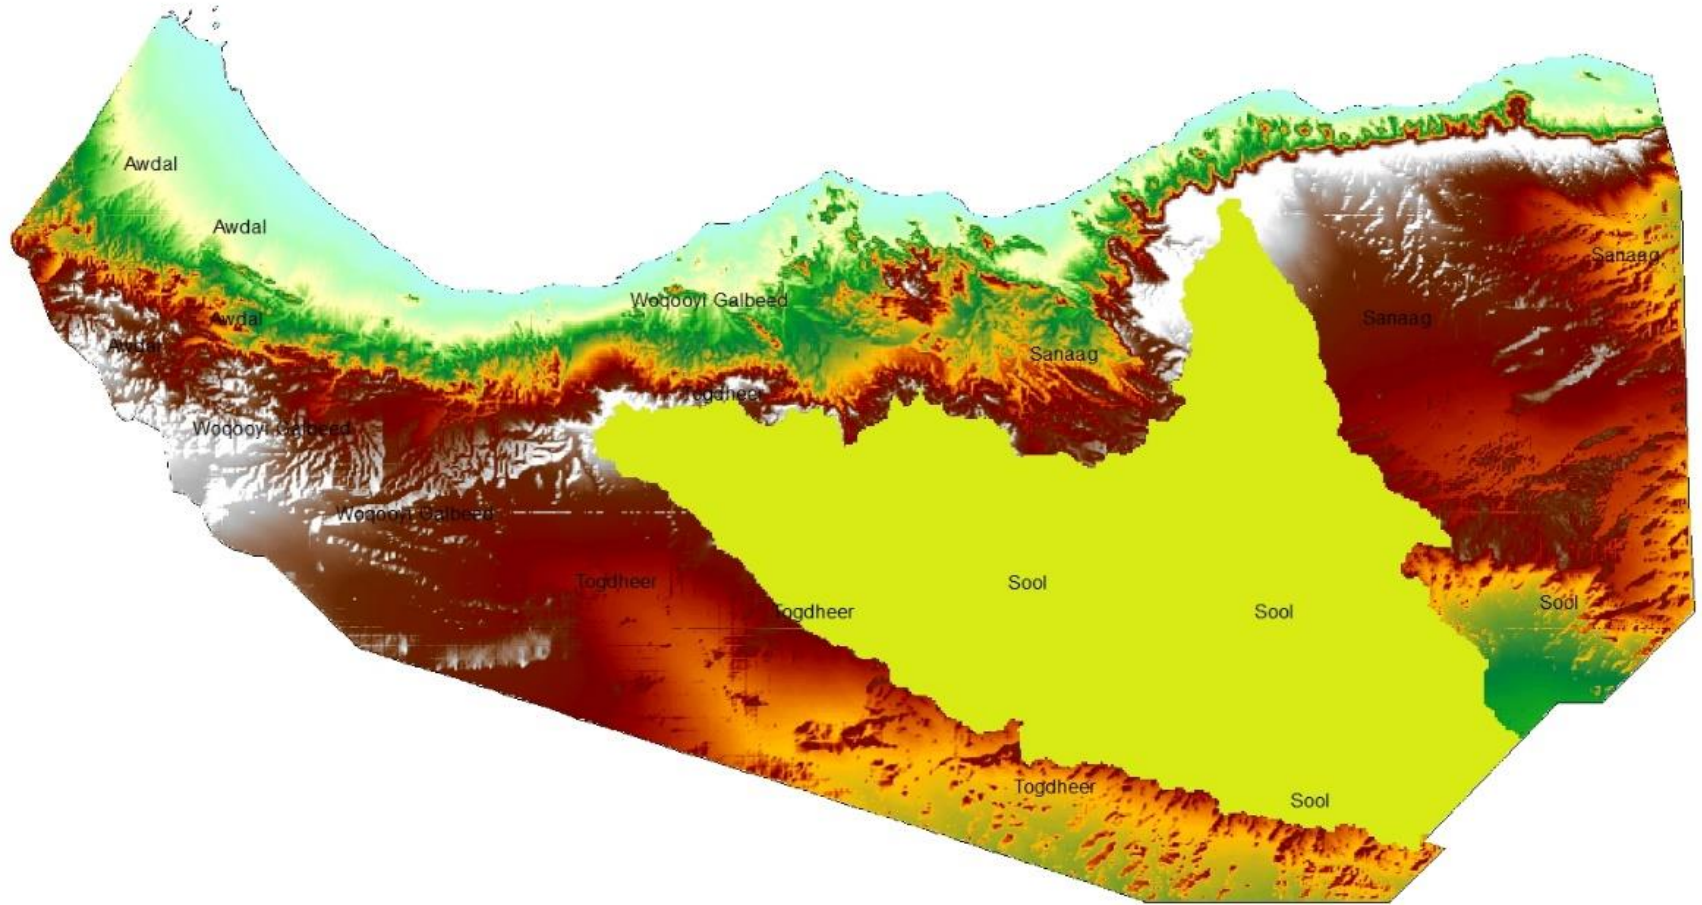 Awdal
Awdal
Sanaag
Woqooyi Galbeed
Awdal
Sanaag
Awdal
Sanaag
Togdheer
Woqooyi Galbeed
Woqooyi Galbeed
Togdheer
Sool
Sool
Togdheer
Sool
Togdheer
Sool